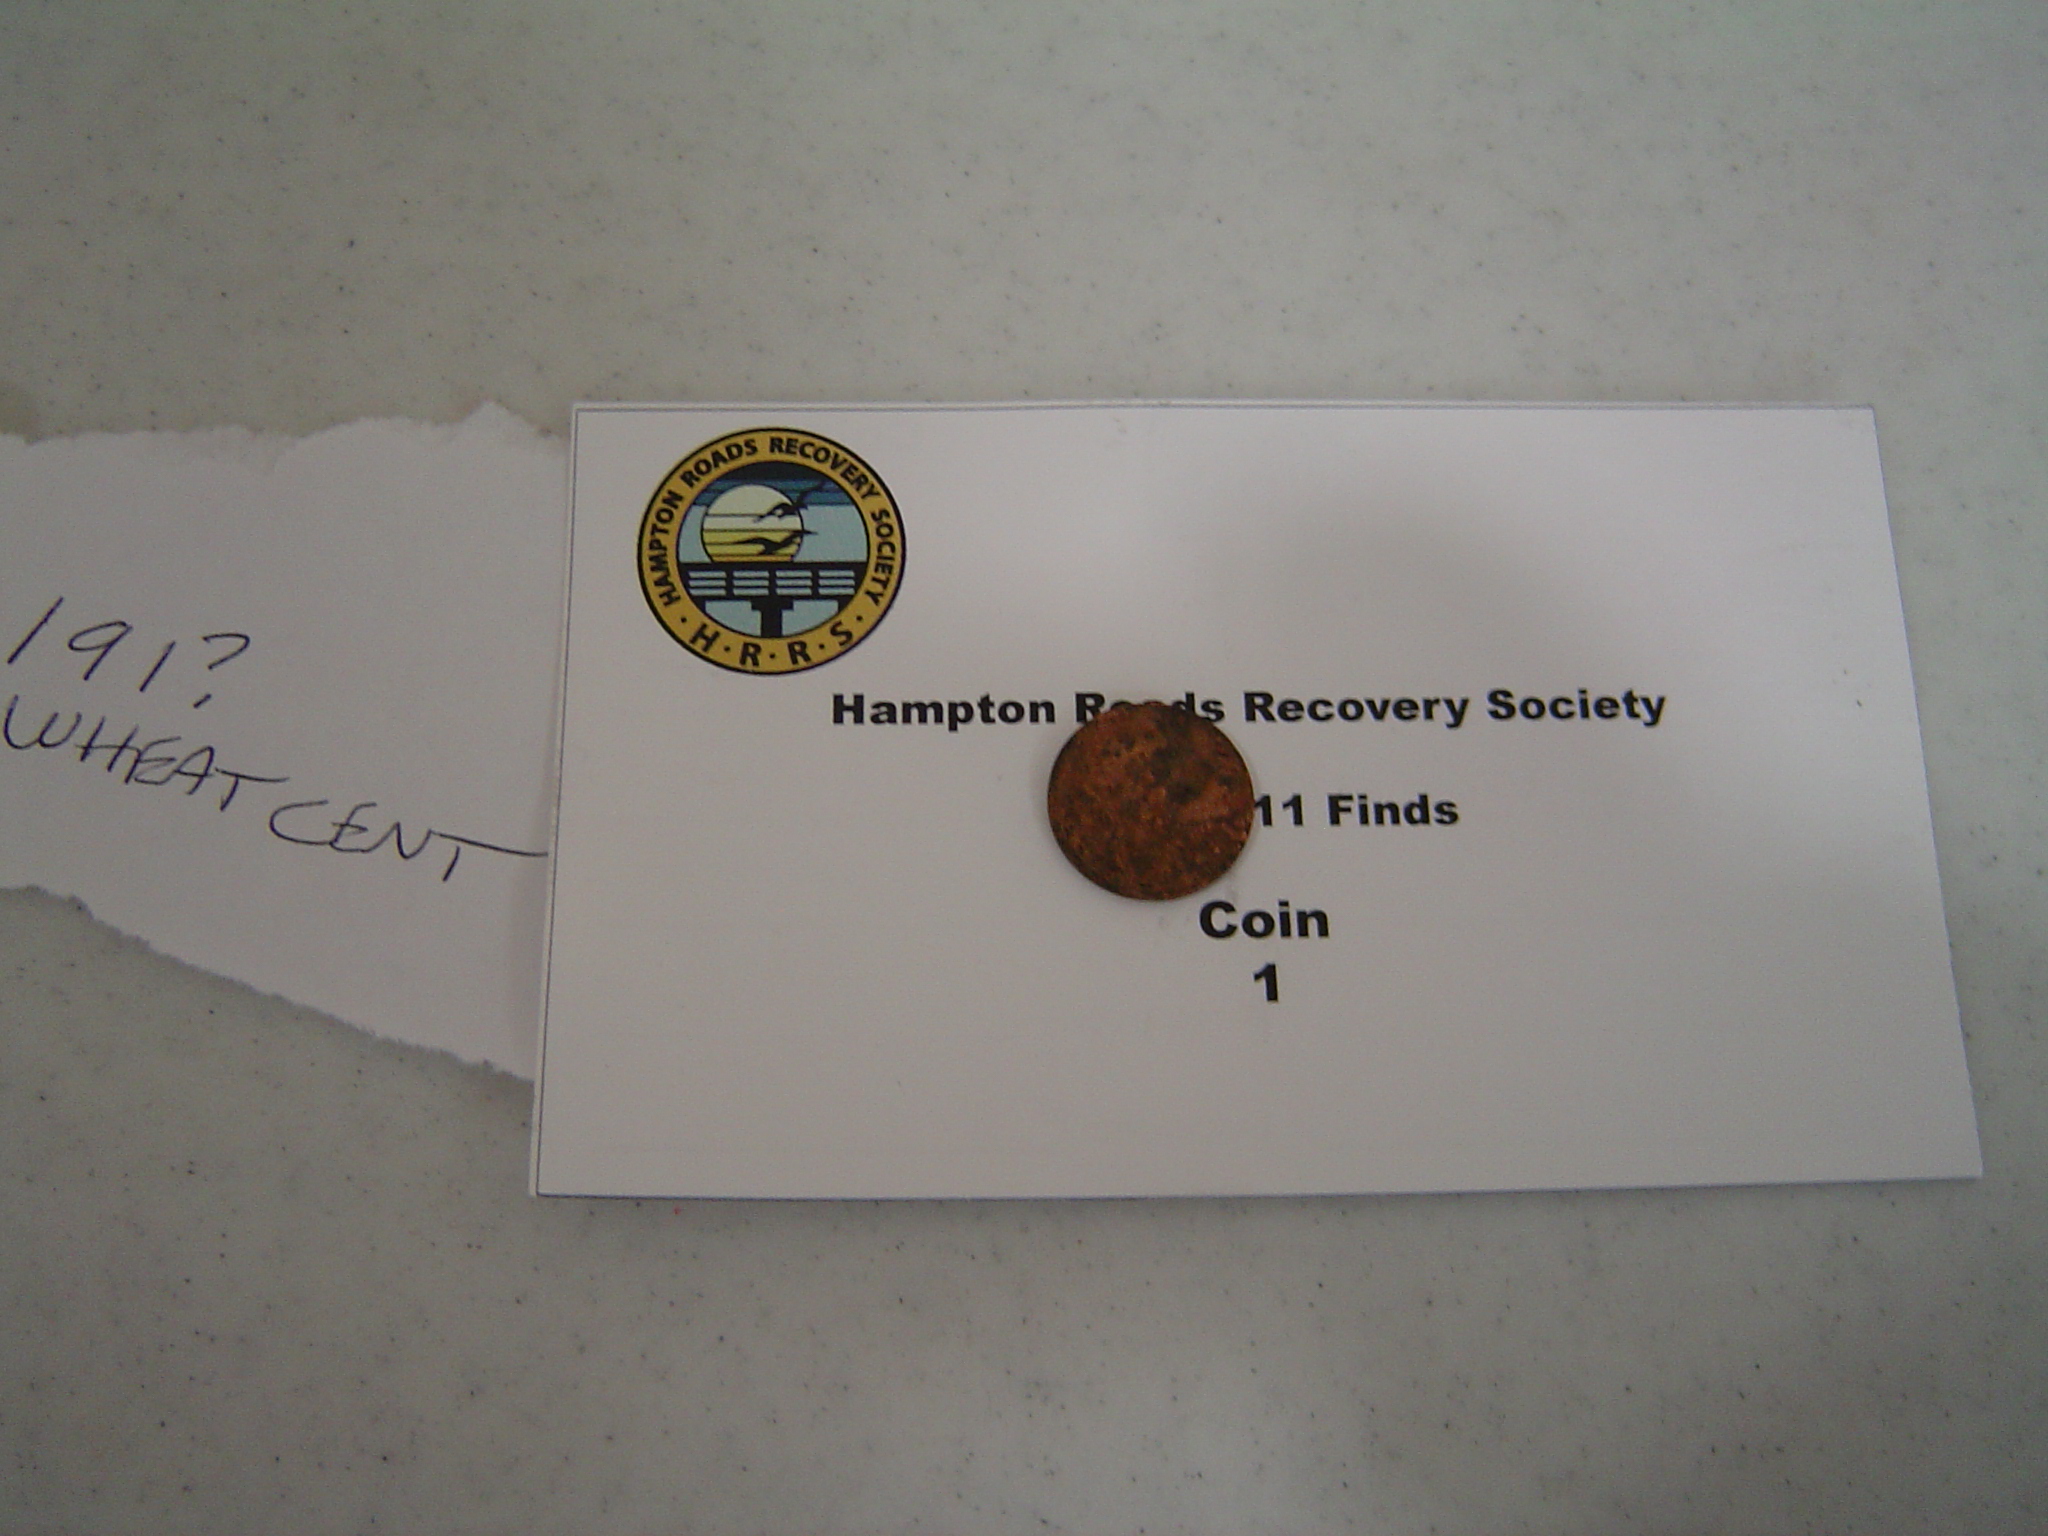 191?
WHEAT CENT
HAMPTON ROADS RECOVERY SOCIETY
· H · R · R · S ·
Hampton Roads Recovery Society
11 Finds
Coin
1